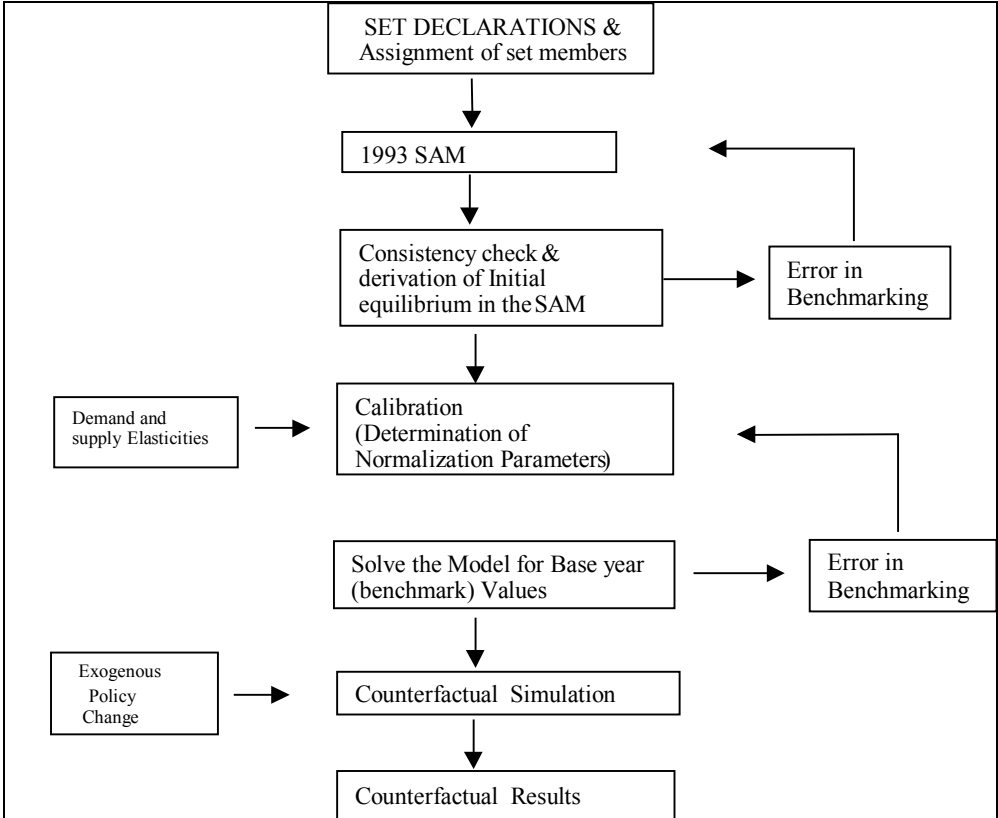 SET DECLARATIONS &
Assignment of set members
1993 SAM
Consistency check &
derivation of Initial
equilibrium in the SAM
Error in
Benchmarking
Demand and
supply Elasticities
Calibration
(Determination of
Normalization Parameters)
Solve the Model for Base year
(benchmark) Values
Error in
Benchmarking
Exogenous
Policy
Change
Counterfactual Simulation
Counterfactual Results